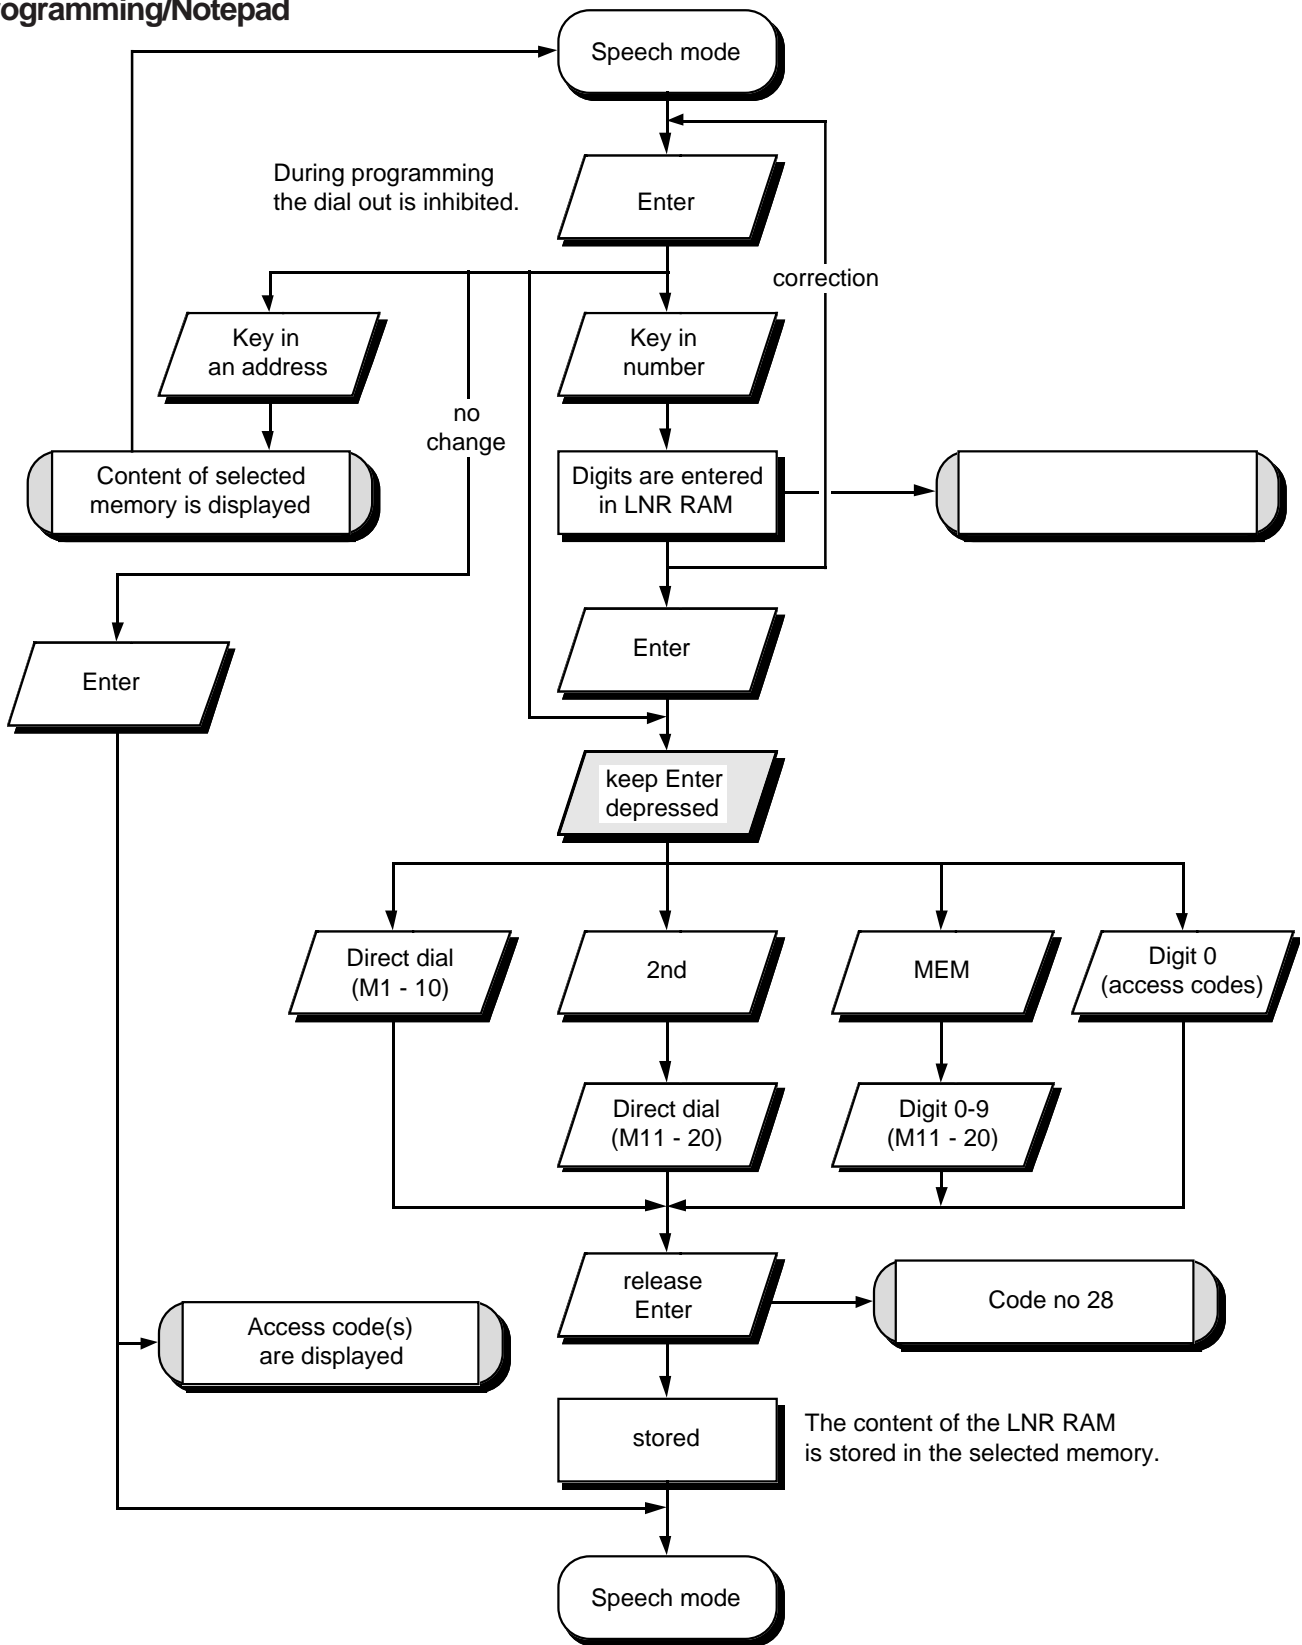 rogramming/Notepad
Speech mode
During programming
the dial out is inhibited.
Enter
correction
Key in
an address
Key in
number
no
change
Content of selected
memory is displayed
Digits are entered
in LNR RAM
Enter
Enter
keep Enter
depressed
Direct dial
(M1 - 10)
2nd
MEM
Digit 0
(access codes)
Direct dial
(M11 - 20)
Digit 0-9
(M11 - 20)
release
Enter
Code no 28
Access code(s)
are displayed
stored
The content of the LNR RAM
is stored in the selected memory.
Speech mode